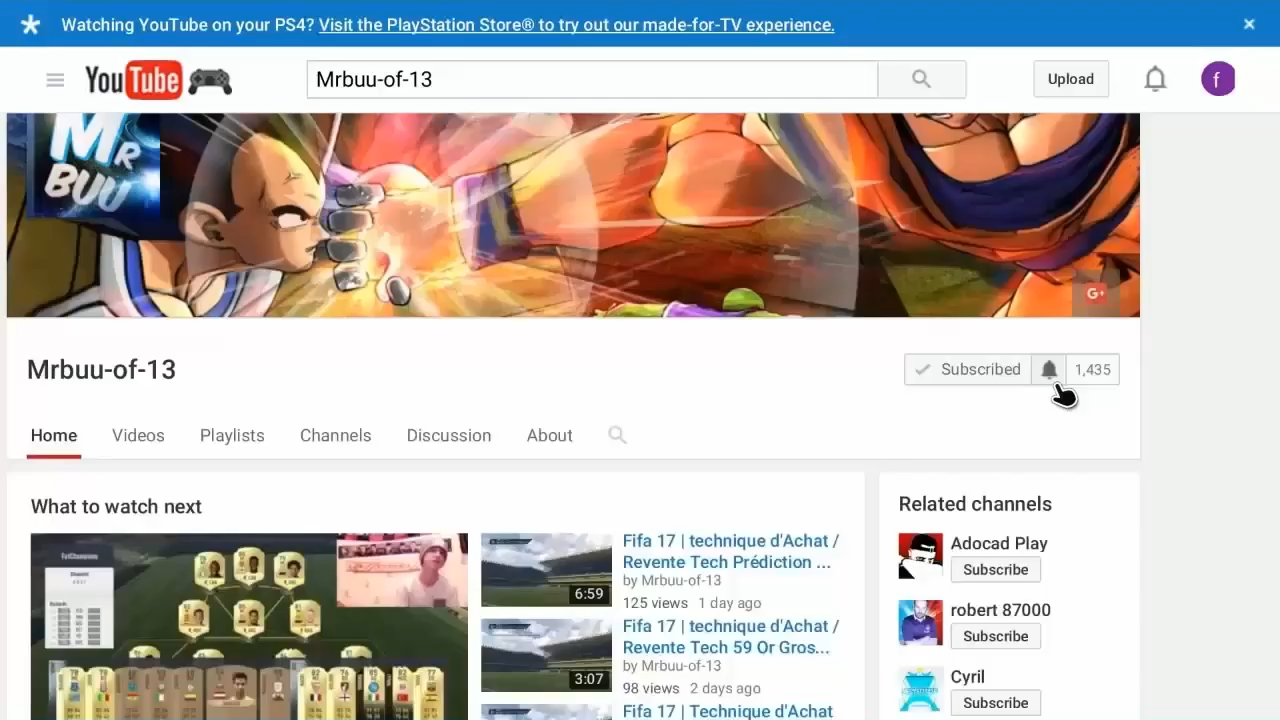 Watching YouTube on your PS4? Visit the PlayStation Store® to try out our made-for-TV experience.
YouTube
Mrbuu-of-13
Upload
f
MR
BUU
G+
Mrbuu-of-13
Subscribed
1,435
Home
Videos
Playlists
Channels
Discussion
About
What to watch next
Fifa 17 | technique d'Achat /
Revente Tech Prédiction ...
by Mrbuu-of-13
125 views 1 day ago
6:59
Fifa 17 | technique d'Achat /
Revente Tech 59 Or Gros...
by Mrbuu-of-13
98 views 2 days ago
3:07
Fifa 17 | Technique d'Achat
Related channels
Adocad Play
Subscribe
robert 87000
Subscribe
Cyril
Subscribe